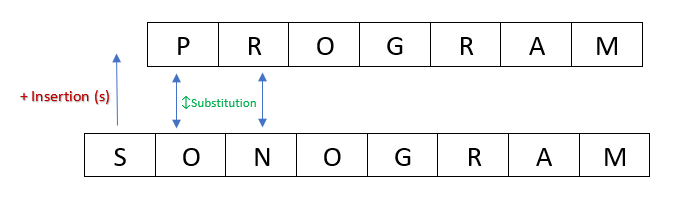 P R O G R A M
+ Insertion (s)
↕Substitution
S O N O G R A M